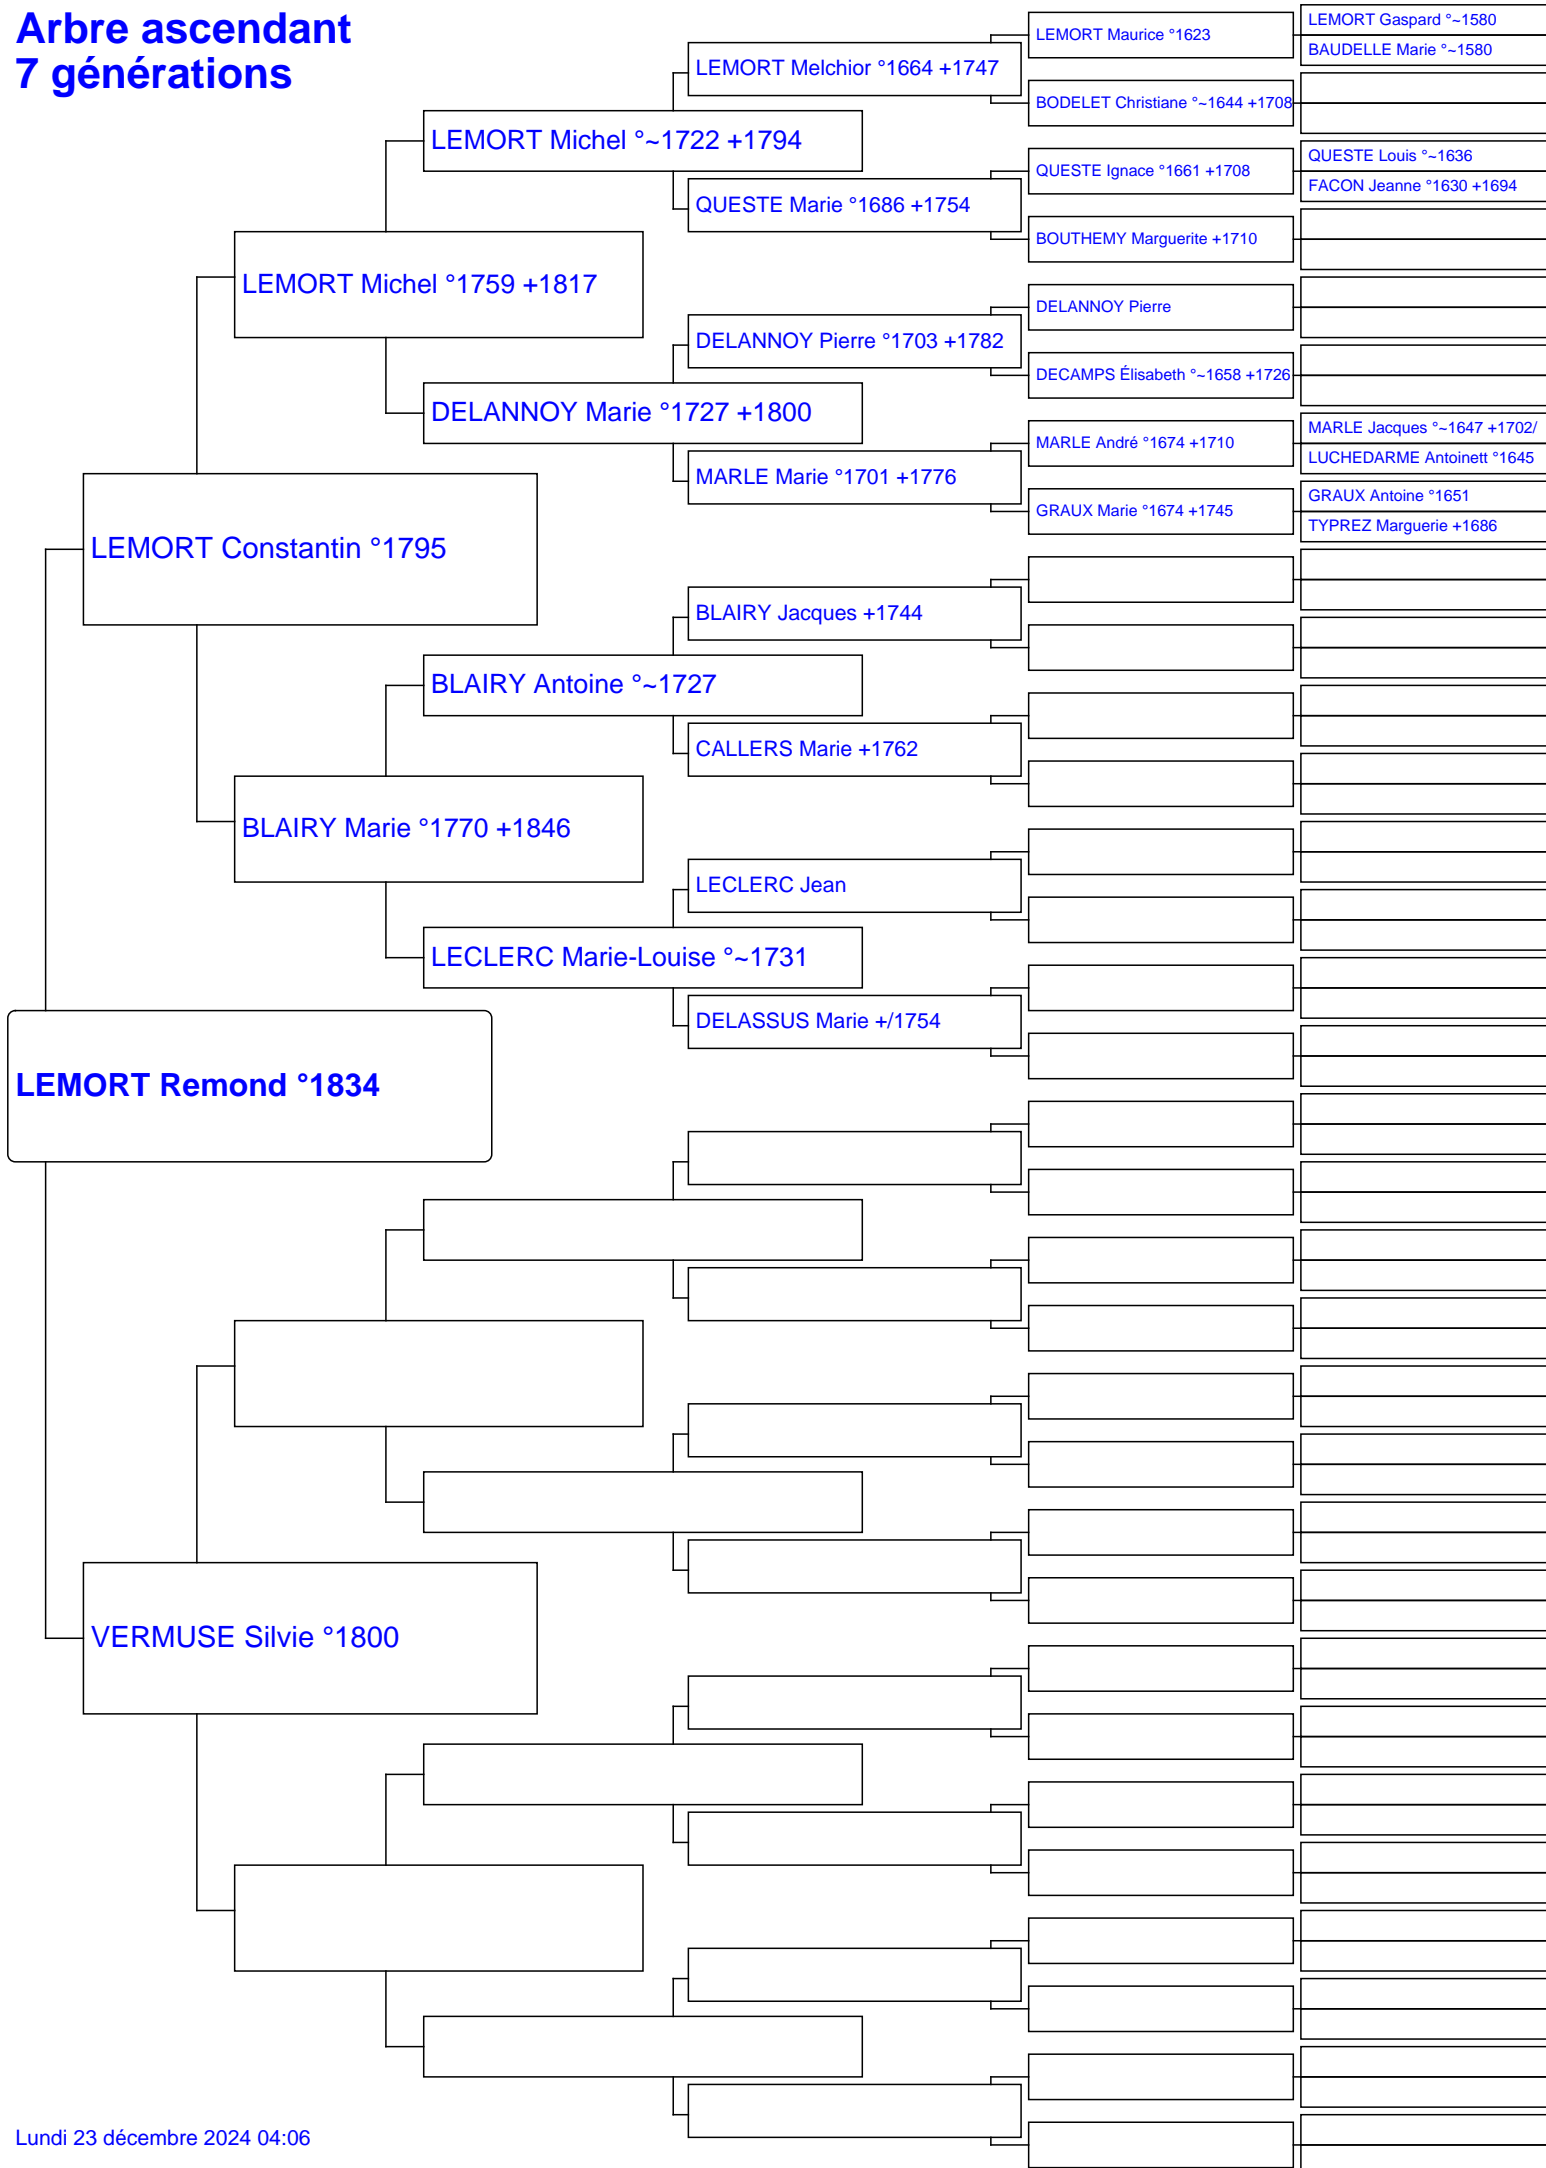 Arbre ascendant
7 générations
LEMORT Remond °1834
LEMORT Constantin °1795
VERMUSE Silvie °1800
LEMORT Michel °1759 +1817
BLAIRY Marie °1770 +1846
LEMORT Michel °~1722 +1794
DELANNOY Marie °1727 +1800
BLAIRY Antoine °~1727
LECLERC Marie-Louise °~1731
LEMORT Melchior °1664 +1747
QUESTE Marie °1686 +1754
DELANNOY Pierre °1703 +1782
MARLE Marie °1701 +1776
BLAIRY Jacques +1744
CALLERS Marie +1762
LECLERC Jean
DELASSUS Marie +/1754
LEMORT Maurice °1623
BODELET Christiane °~1644 +1708
QUESTE Ignace °1661 +1708
BOUTHEMY Marguerite +1710
DELANNOY Pierre
DECAMPS Élisabeth °~1658 +1726
MARLE André °1674 +1710
GRAUX Marie °1674 +1745
LEMORT Gaspard °~1580
BAUDELLE Marie °~1580
QUESTE Louis °~1636
FACON Jeanne °1630 +1694
MARLE Jacques °~1647 +1702/
LUCHEDARME Antoinett °1645
GRAUX Antoine °1651
TYPREZ Marguerie +1686
Lundi 23 décembre 2024 04:06